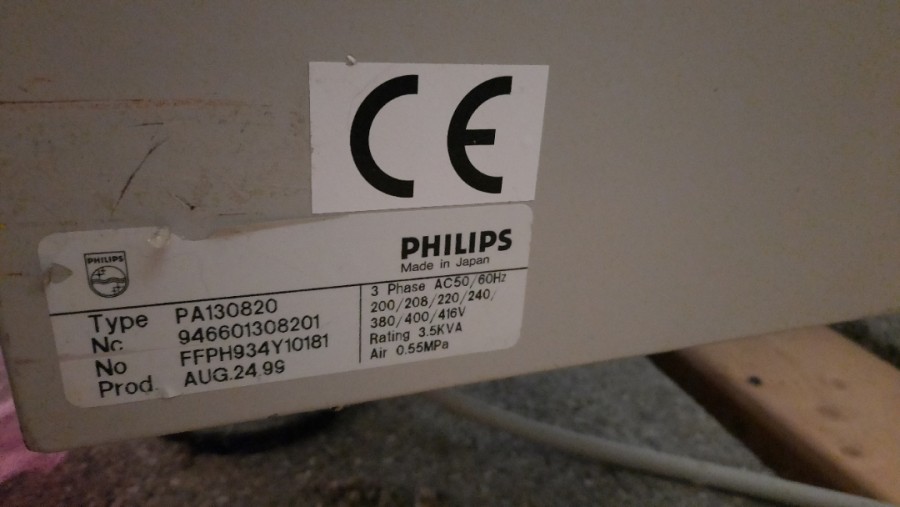 CE
PHILIPS
PHILIPS
Made in Japan
Type PA130820
Nc 946601308201
No FFPH934Y10181
Prod. AUG.24.99
3 Phase AC50/60Hz
200/208/220/240/
380/400/416V
Rating 3.5KVA
Air 0.55MPa